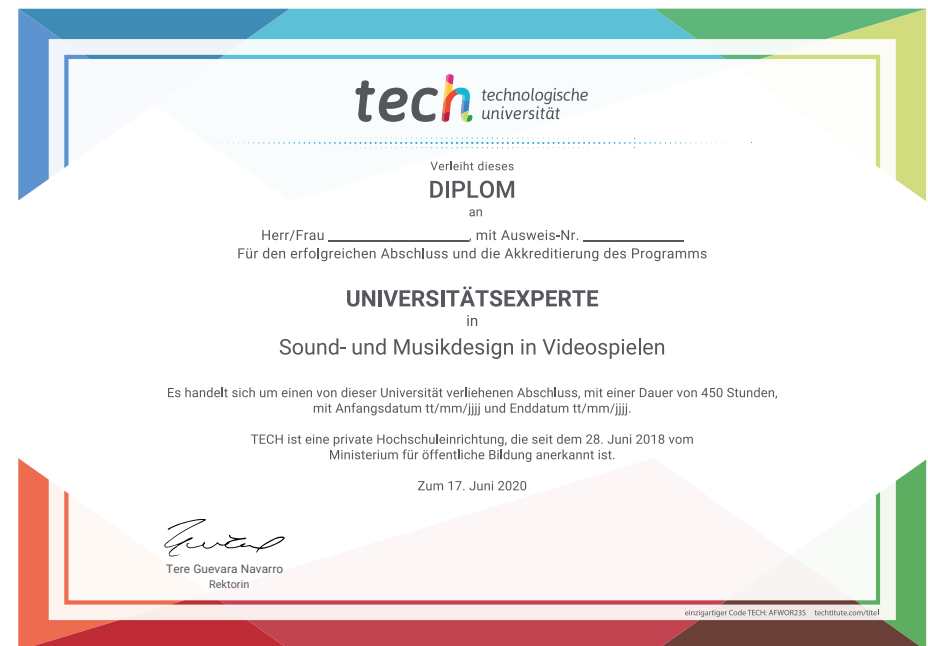 tech technologische
universität
Verleiht dieses
DIPLOM
an
Herr/Frau ____________________, mit Ausweis-Nr. ______________
Für den erfolgreichen Abschluss und die Akkreditierung des Programms
UNIVERSITÄTSEXPERTE
in
Sound- und Musikdesign in Videospielen
Es handelt sich um einen von dieser Universität verliehenen Abschluss, mit einer Dauer von 450 Stunden,
mit Anfangsdatum tt/mm/jjjj und Enddatum tt/mm/jjjj.
TECH ist eine private Hochschuleinrichtung, die seit dem 28. Juni 2018 vom
Ministerium für öffentliche Bildung anerkannt ist.
Zum 17. Juni 2020
Tere Guevara Navarro
Rektorin
einzigartiger Code TECH: AFWOR23S techtitute.com/titel